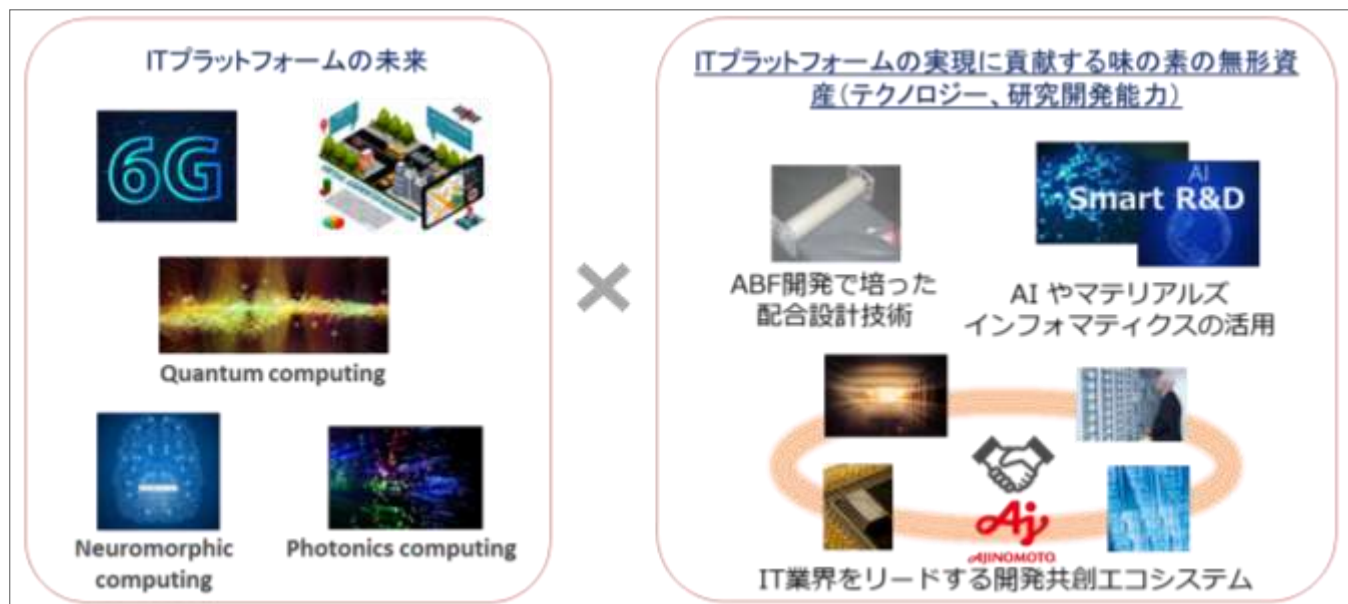 ITプラットフォームの未来
6G
Quantum computing
Neuromorphic
computing
Photonics computing
ITプラットフォームの実現に貢献する味の素の無形資
産(テクノロジー、研究開発能力)
ABF開発で培った
配合設計技術
AI
Smart R&D
AI やマテリアルズ
インフォマティクスの活用
Aj
AJINOMOTO
IT業界をリードする開発共創エコシステム